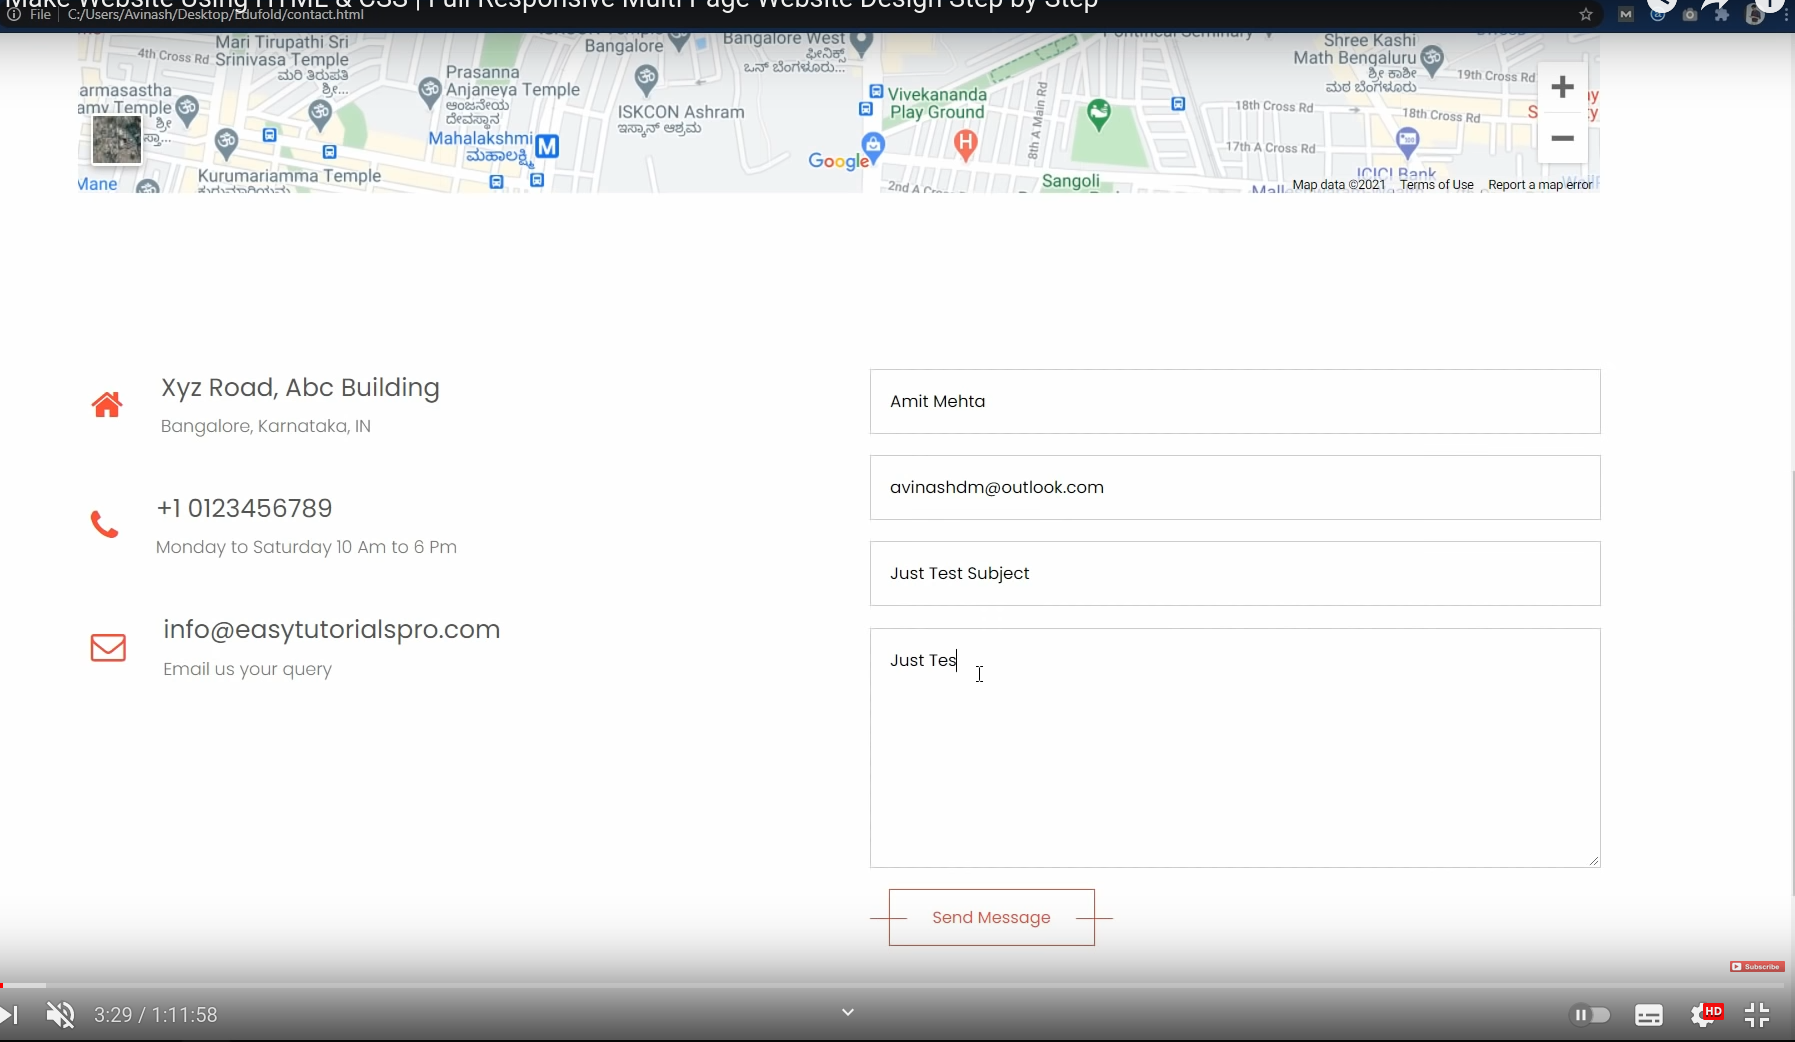 Make Website Using HTML & CSS | Full Responsive Multi Page Website Design Step by Step
File
C:/Users/Avinash/Desktop/Edufold/contact.html
M
Mari Tirupathi Sri
Srinivasa Temple
ಮರಿ ತಿರುಪತಿ
ಶ್ರೀ...
4th Cross Rd
Bangalore
Bangalore West
ಫೀನಿಕ್ಸ್
ಒನ್ ಬೆಂಗಳೂರು...
Pontifical Seminary
Shree Kashi
Math Bengaluru
ಶ್ರೀ ಕಾಶೀ
ಮಠ ಬೆಂಗಳೂರು
19th Cross Rd
armasastha
amy Temple
ಶ್ರೀ
Prasanna
Anjaneya Temple
ಆಂಜನೇಯ
ದೇವಸ್ಥಾನ
ISKCON Ashram
ಇಸ್ಕಾನ್ ಆಶ್ರಮ
Vivekananda
Play Ground
8th A Main Rd
18th Cross Rd
18th Cross Rd
17th A Cross Rd
Mahalakshmi
M
ಮಹಾಲಕ್ಷ್ಮಿ
Google
H
ICICI Bank
Kurumariamma Temple
ಕುರುಮಾರಿಯಮ್ಮ
Mane
2nd A Cross
Sangoli
Map data ©2021
Terms of Use
Report a map error
Xyz Road, Abc Building
Bangalore, Karnataka, IN
+1 0123456789
Monday to Saturday 10 Am to 6 Pm
info@easytutorialspro.com
Email us your query
Amit Mehta
avinashdm@outlook.com
Just Test Subject
Just Tes
Send Message
Subscribe
3:29 / 1:11:58
HD